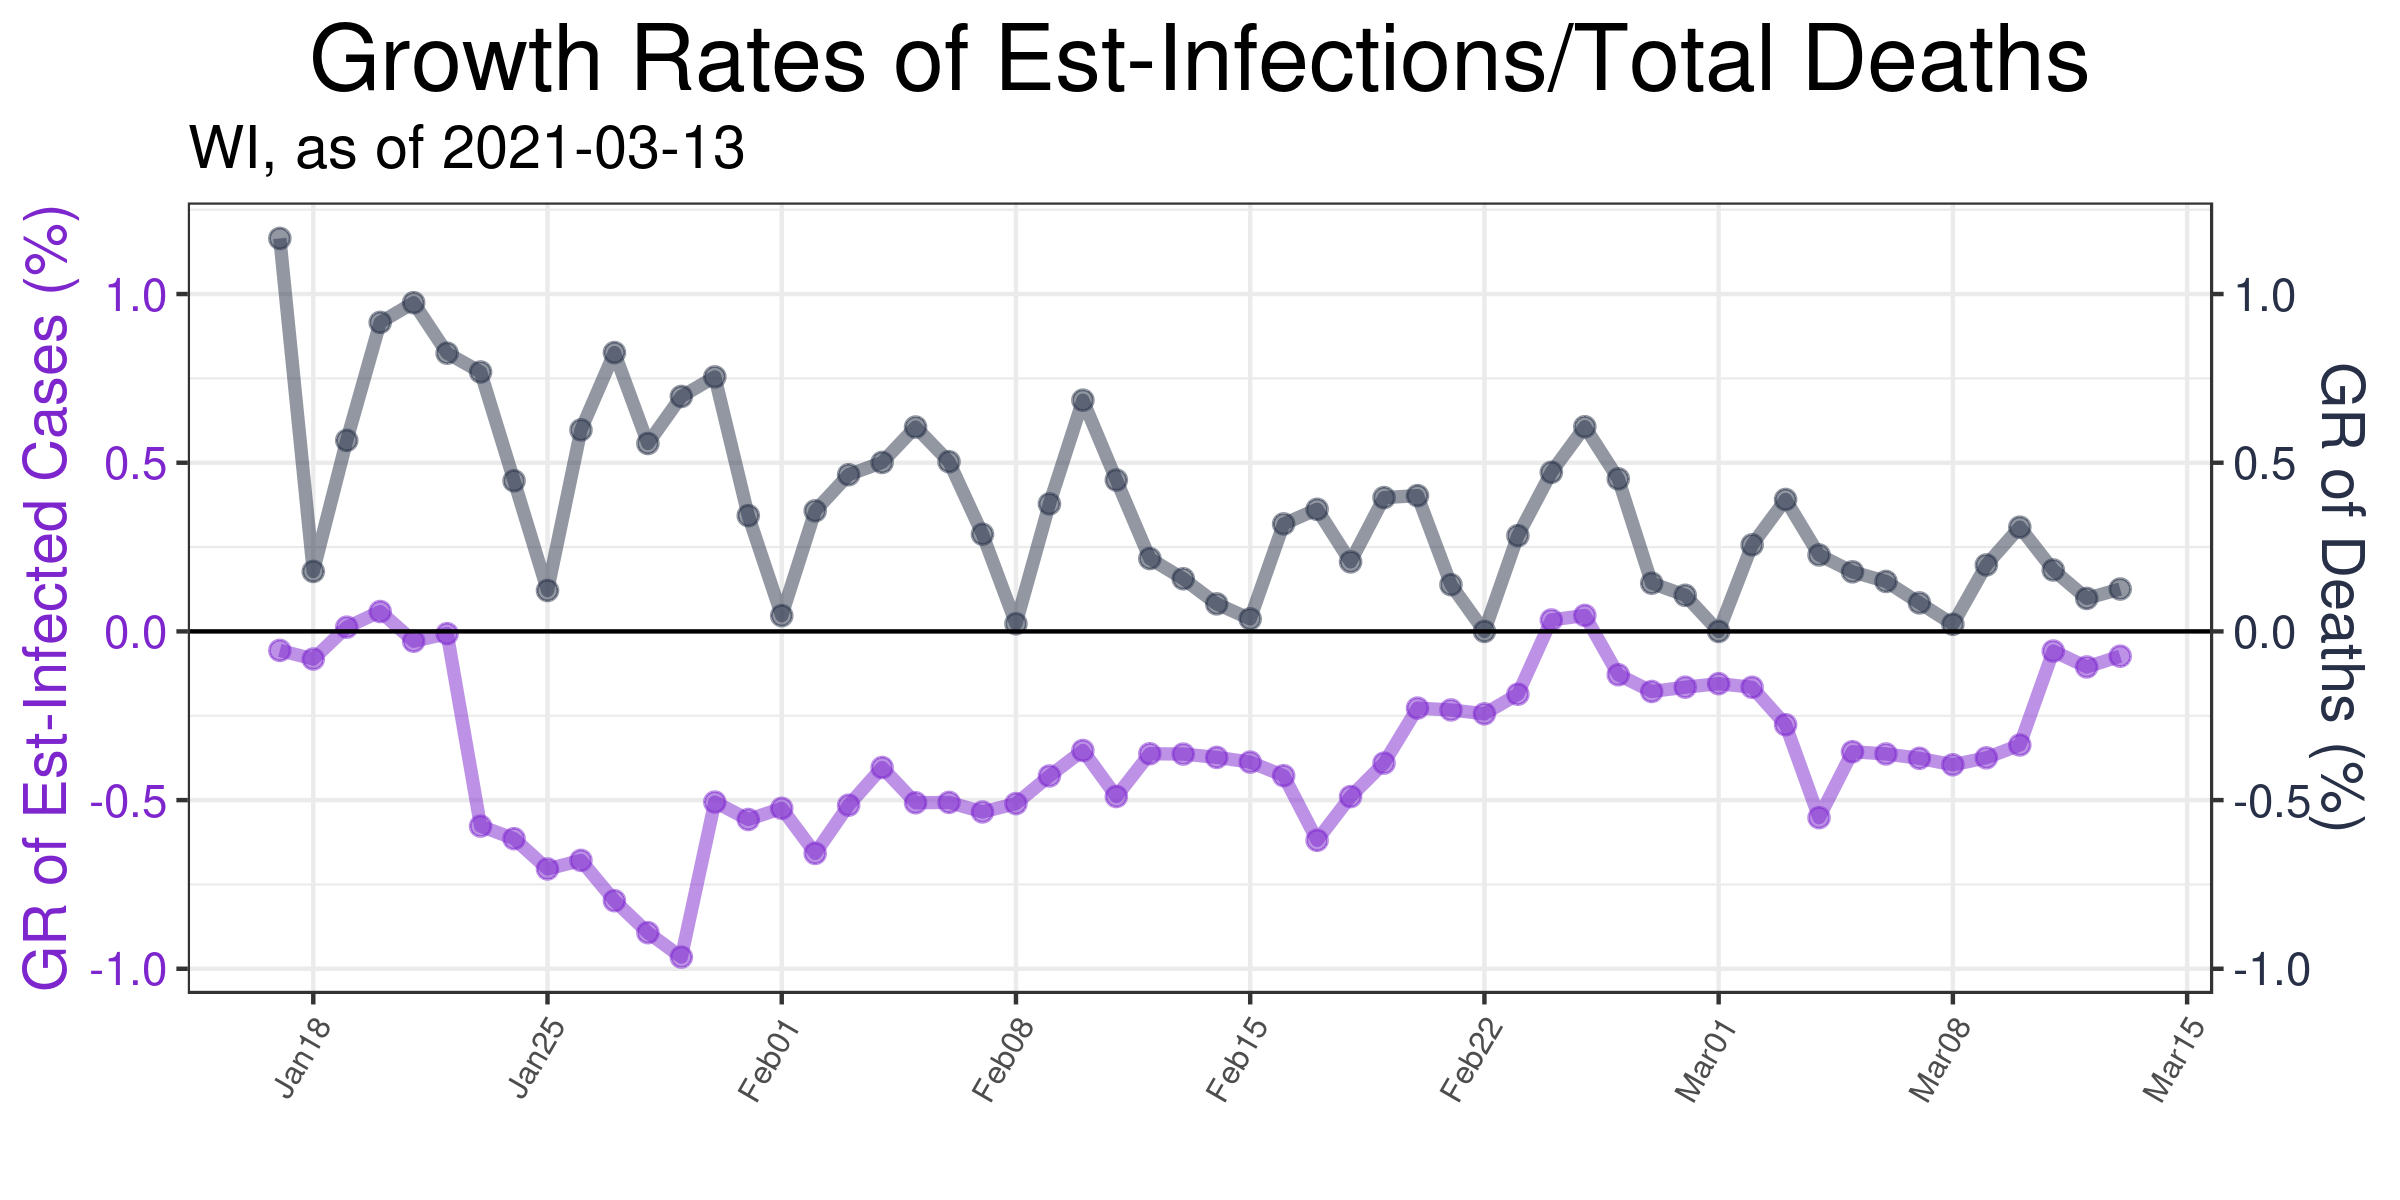 Growth Rates of Est-Infections/Total Deaths
WI, as of 2021-03-13
GR of Est-Infected Cases (%)
1.0
0.5
0.0
-0.5
-1.0
1.0
0.5
0.0
-0.5
-1.0
GR of Deaths (%)
Jan18
Jan25
Feb01
Feb08
Feb15
Feb22
Mar01
Mar08
Mar15